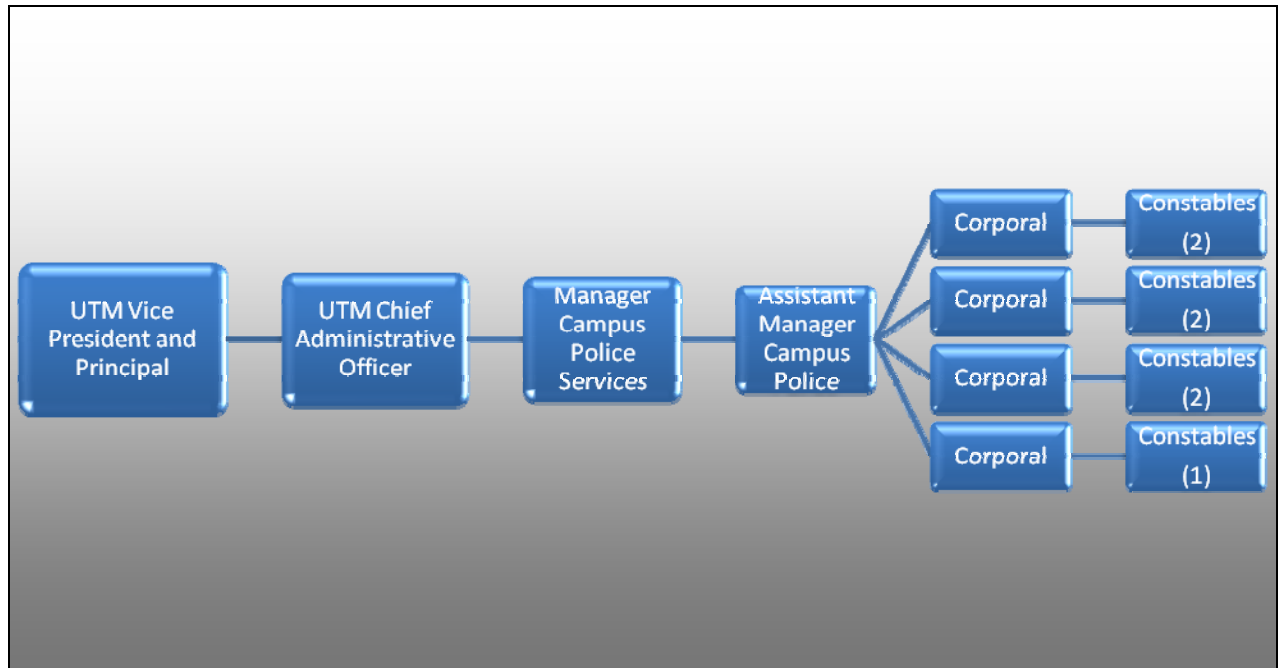 UTM Vice
President and
Principal
UTM Chief
Administrative
Officer
Manager
Campus
Police
Services
Assistant
Manager
Campus
Police
Corporal
Constables
(2)
Corporal
Constables
(2)
Corporal
Constables
(2)
Corporal
Constables
(1)